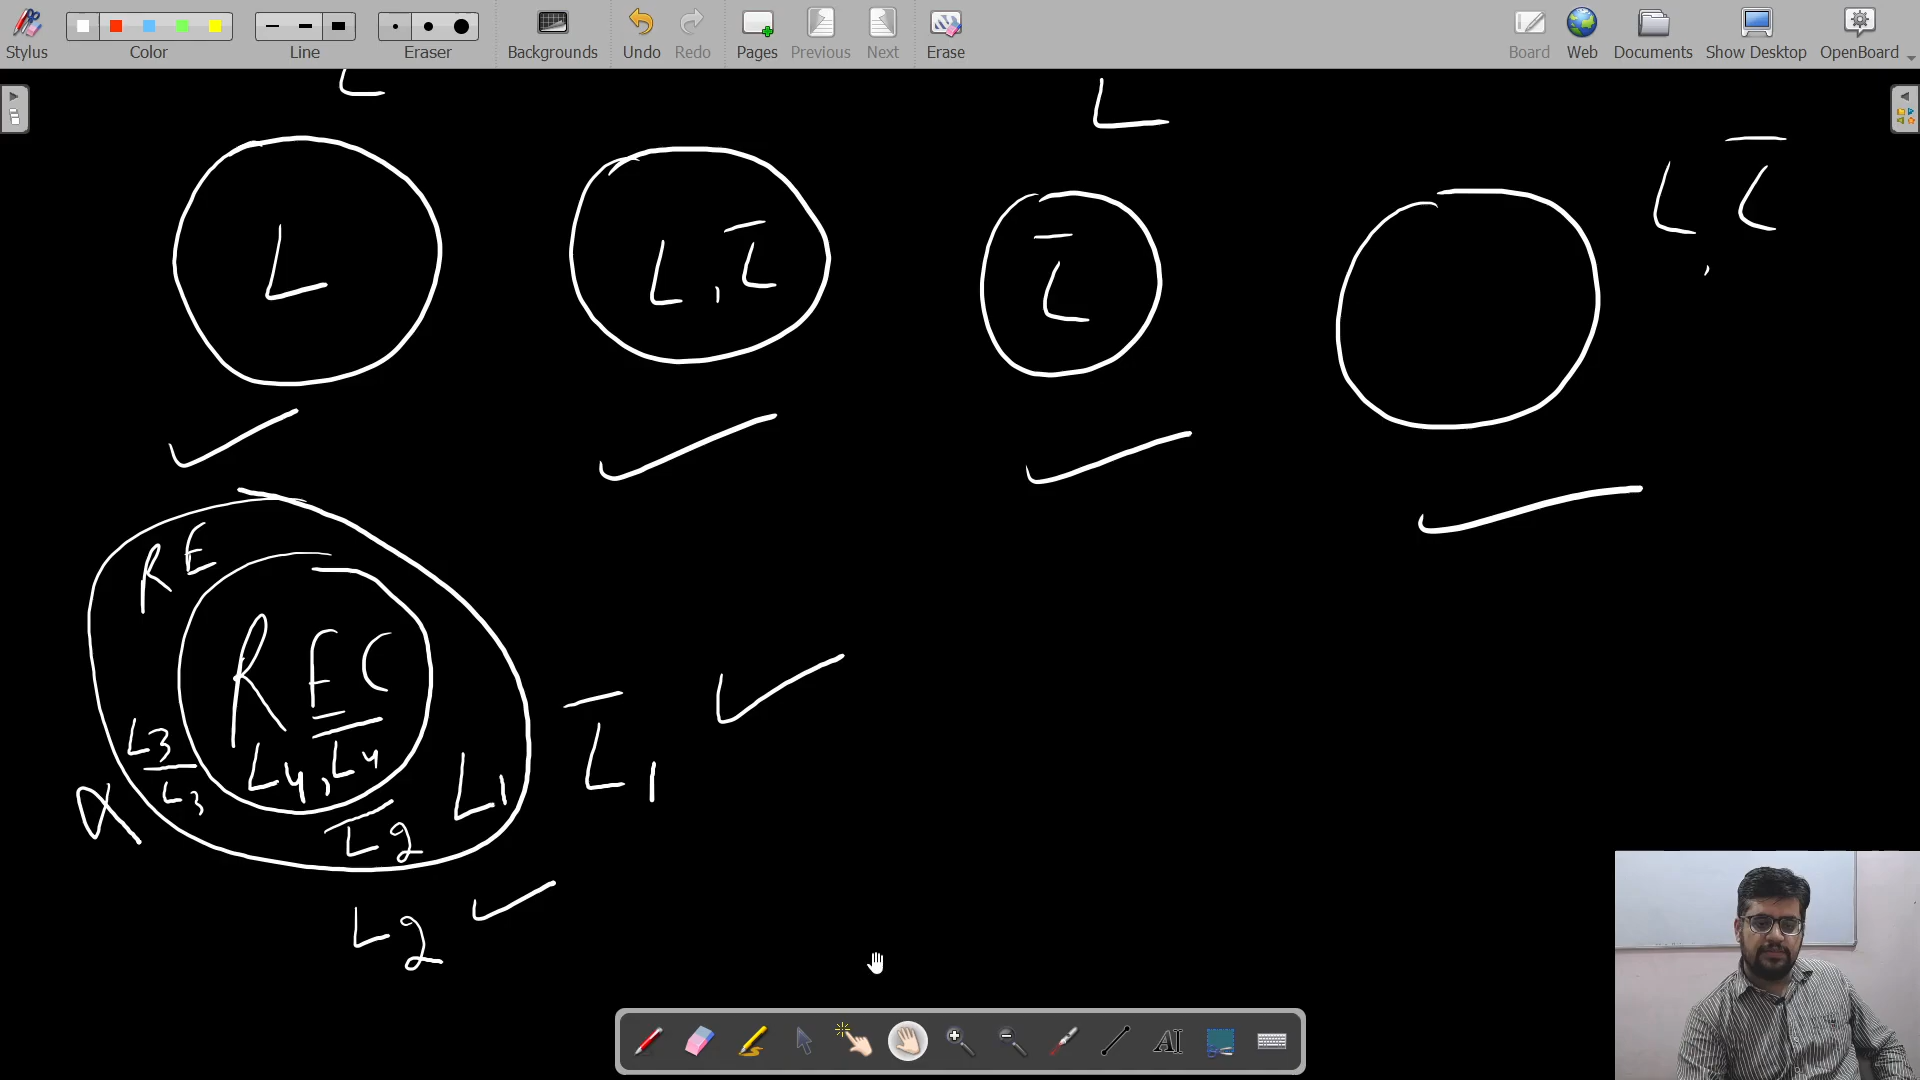 Stylus Color Line Eraser Backgrounds Undo Redo Pages Previous Next Erase Board Web Documents Show Desktop OpenBoard
L
L
L
L, L̅
L̅
L L̅
,
RE
REC
L3
L̅3
L4, L̅4
L1
L̅1
L̅2
L2
AI